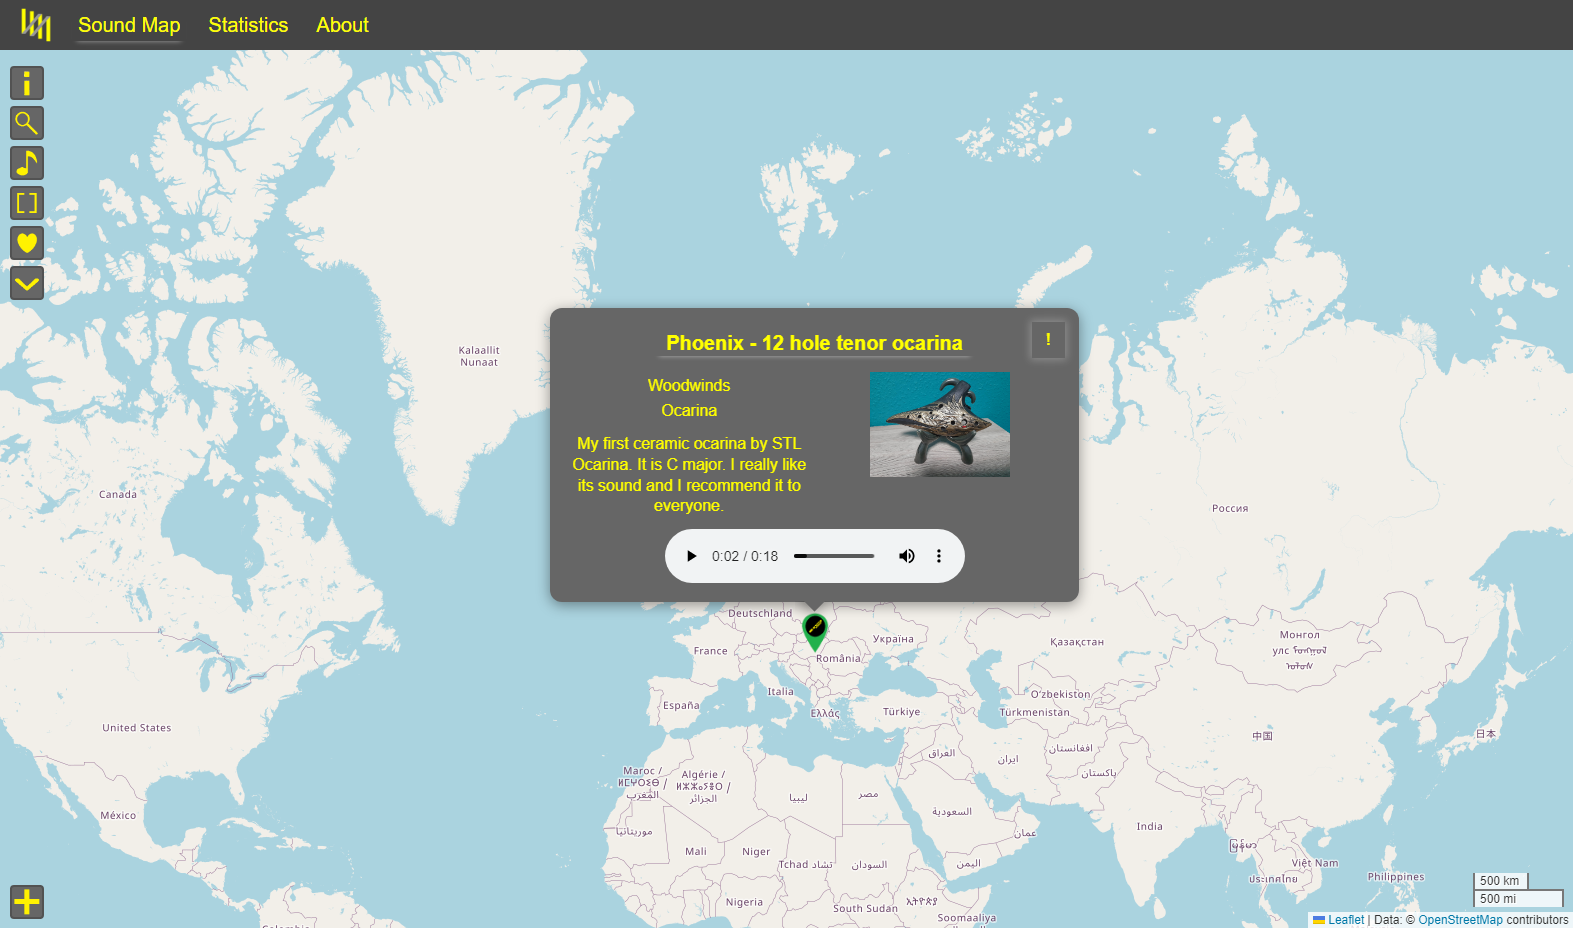 Sound Map Statistics About
Kalaallit
Nunaat
Canada
United States
México
Phoenix - 12 hole tenor ocarina
!
Woodwinds
Ocarina
My first ceramic ocarina by STL
Ocarina. It is C major. I really like
its sound and I recommend it to
everyone.
0:02 / 0:18
Deutschland
Україна
France
România
Italia
España
Ελλάς
Türkiye
Россия
Қазақстан
Монгол
улс
Oʻzbekiston
Türkmenistan
中国
日本
افغانستان
العراق
ایران
پاکستان
Maroc /
ⵍⵎⵖⵔⵉⴱ /
المغرب
Algérie /
الجزائر
ليبيا
مصر
السعودية
موريتانيا
عمان
India
Mali
Niger
Tchad تشاد
السودان
اليمن
Việt Nam
ประเทศไทย
Philippines
Nigeria
South Sudan
ኢትዮጵያ
Soomaaliya
500 km
500 mi
Leaflet | Data: © OpenStreetMap contributors